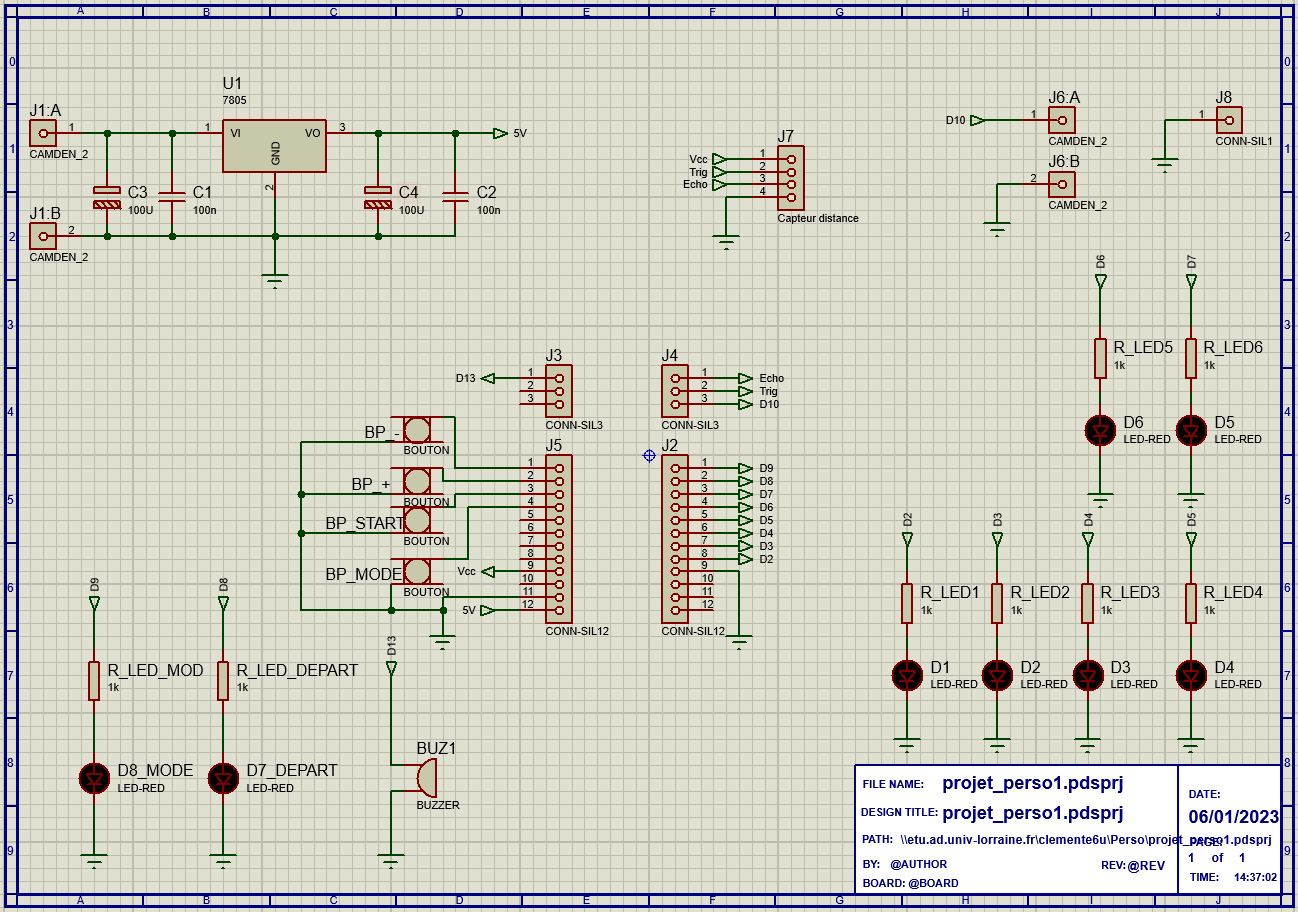 A B C D E F G H I J
0 0
U1
7805
J1:A
1
CAMDEN_2
1 VI VO 3
GND
2
5V
C3
100U
C1
100n
C4
100U
C2
100n
J1:B
2
CAMDEN_2
J7
Vcc 1
Trig 2
Echo 3
4
Capteur distance
J6:A
D10 1
CAMDEN_2
J6:B
2
CAMDEN_2
J8
1
CONN-SIL1
1 1
2 2
3 3
4 4
5 5
6 6
7 7
8 8
9 9
D6
R_LED5
1k
D6
LED-RED
D7
R_LED6
1k
D5
LED-RED
J3
D13 1
2
3
CONN-SIL3
J4
1 Echo
2 Trig
3 D10
CONN-SIL3
BP_-
BOUTON
BP_+
BOUTON
BP_START
BOUTON
BP_MODE
BOUTON
J5
1
2
3
4
5
6
7
8
Vcc 9
10
11
5V 12
CONN-SIL12
J2
1 D9
2 D8
3 D7
4 D6
5 D5
6 D4
7 D3
8 D2
9
10
11
12
CONN-SIL12
D2
R_LED1
1k
D1
LED-RED
D3
R_LED2
1k
D2
LED-RED
D4
R_LED3
1k
D3
LED-RED
D5
R_LED4
1k
D4
LED-RED
D9
R_LED_MOD
1k
D8_MODE
LED-RED
D8
R_LED_DEPART
1k
D7_DEPART
LED-RED
D13
BUZ1
BUZZER
FILE NAME: projet_perso1.pdsprj
DESIGN TITLE: projet_perso1.pdsprj
PATH: \\etu.ad.univ-lorraine.fr\clemente6u\Perso\projet_perso1.pdsprj
BY: @AUTHOR
REV:@REV
BOARD: @BOARD
DATE:
06/01/2023
PAGE:
1 of 1
TIME: 14:37:02
A B C D E F G H I J